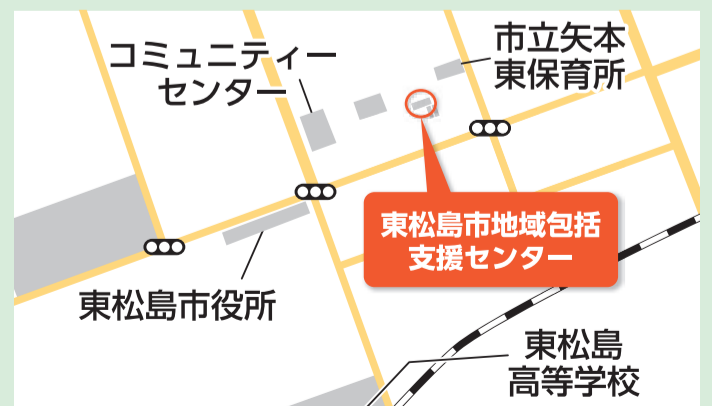 コミュニティー
センター
市立矢本
東保育所
東松島市地域包括
支援センター
東松島市役所
東松島
高等学校